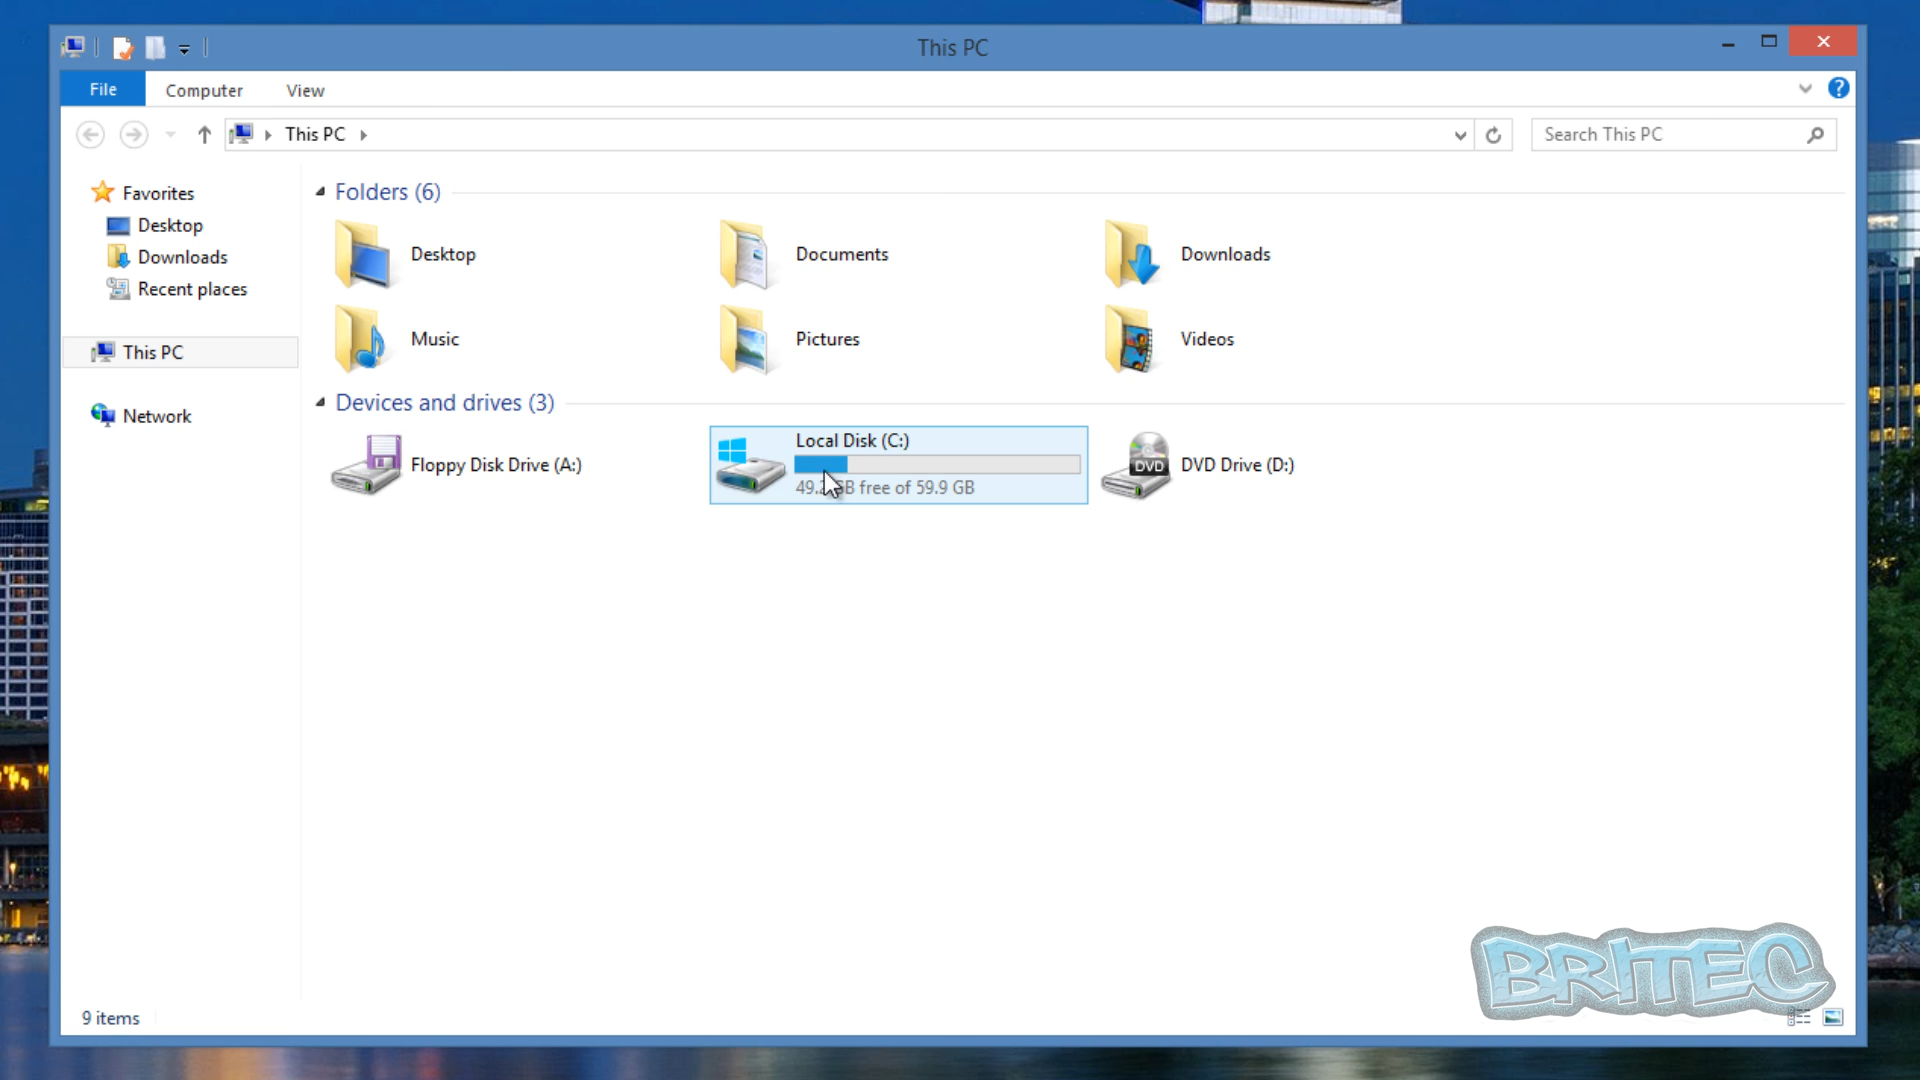 This PC
File
Computer
View
This PC
Search This PC
Favorites
Desktop
Downloads
Recent places
This PC
Network
Folders (6)
Desktop
Documents
Downloads
Music
Pictures
Videos
Devices and drives (3)
Floppy Disk Drive (A:)
Local Disk (C:)
free of 59.9 GB
DVD
DVD Drive (D:)
BRITEC
9 items